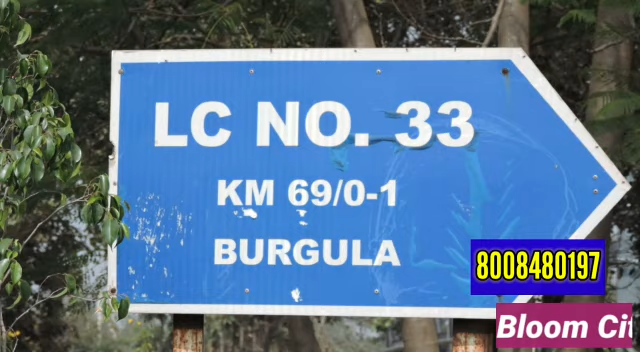 LC NO. 33
KM 69/0-1
BURGULA
8008480197
Bloom Cit